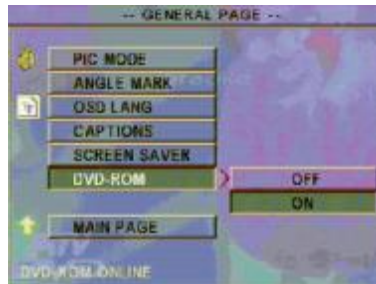 -- GENERAL PAGE --
PIC MODE
ANGLE MARK
OSD LANG
CAPTIONS
SCREEN SAVER
DVD-ROM
OFF
ON
MAIN PAGE
DVD-ROM ONLINE